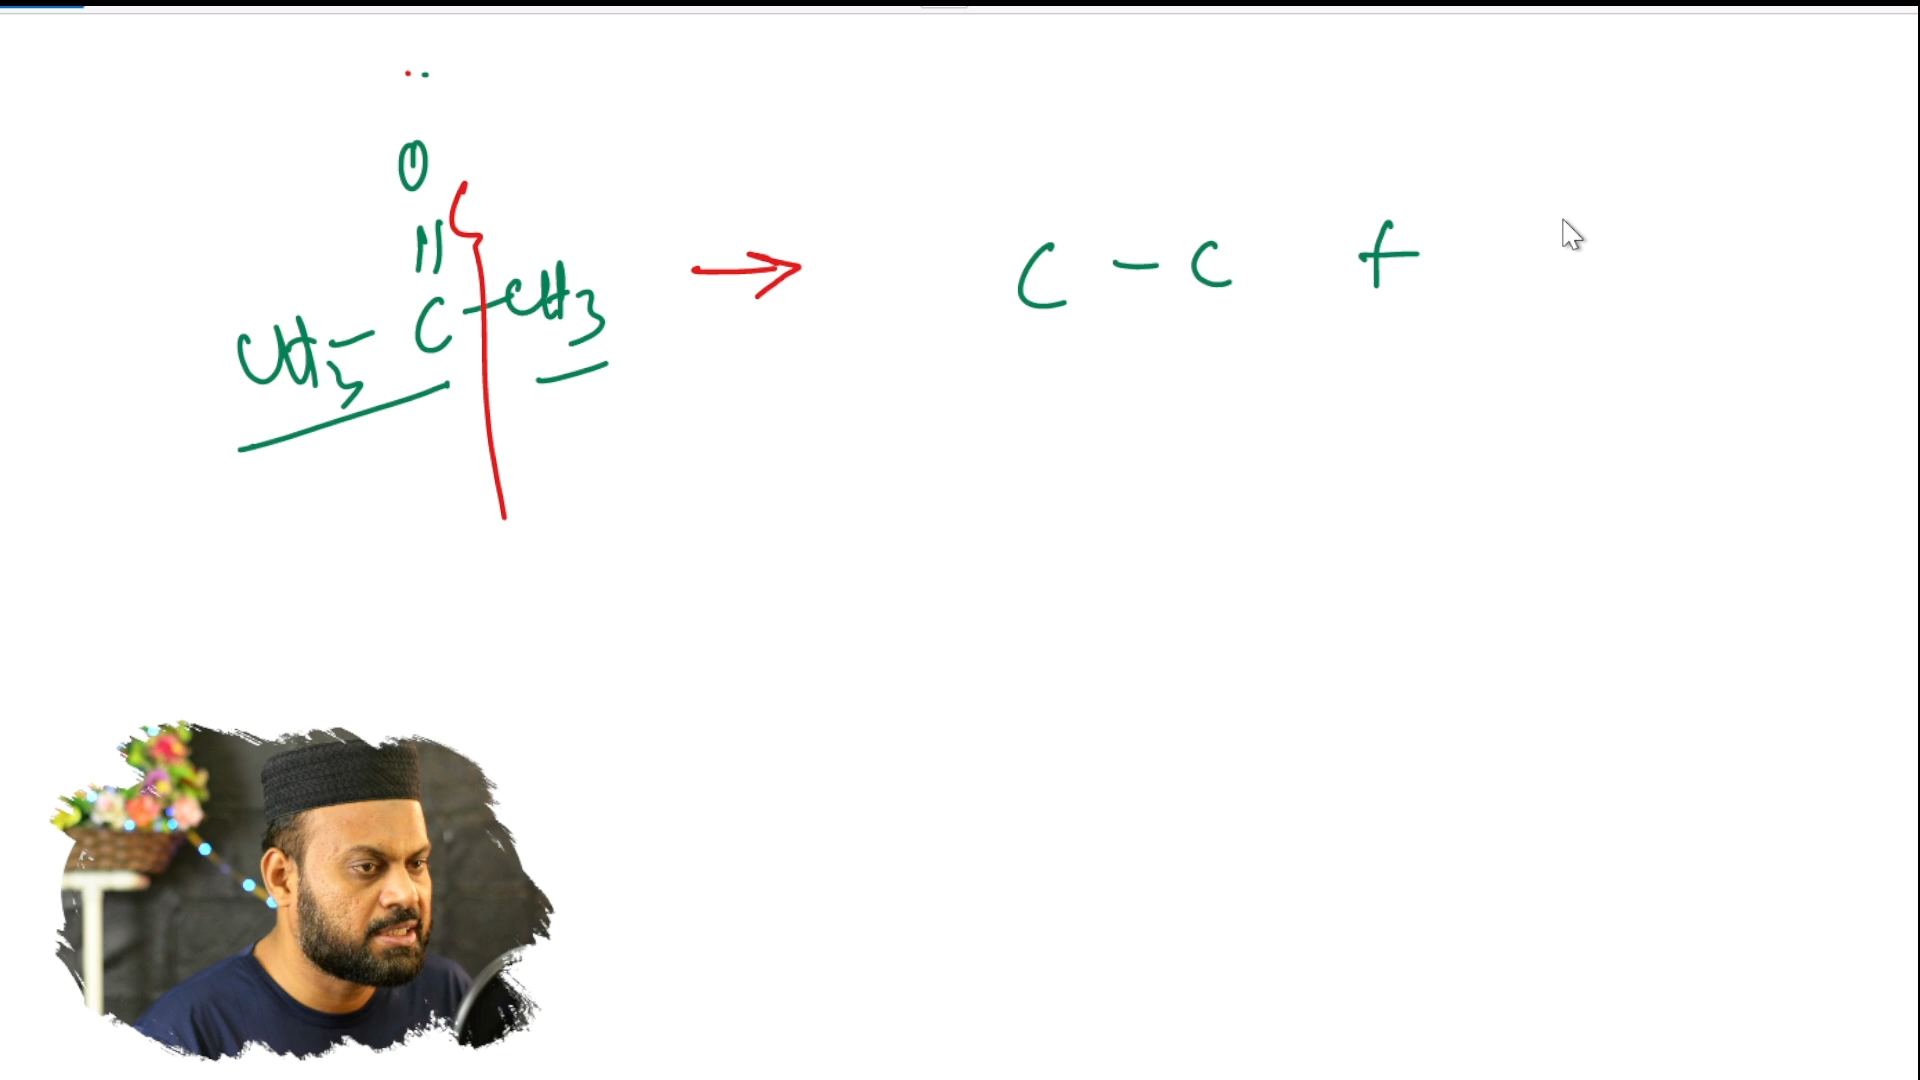 O
||
CH3 - C - CH3 → C - C +